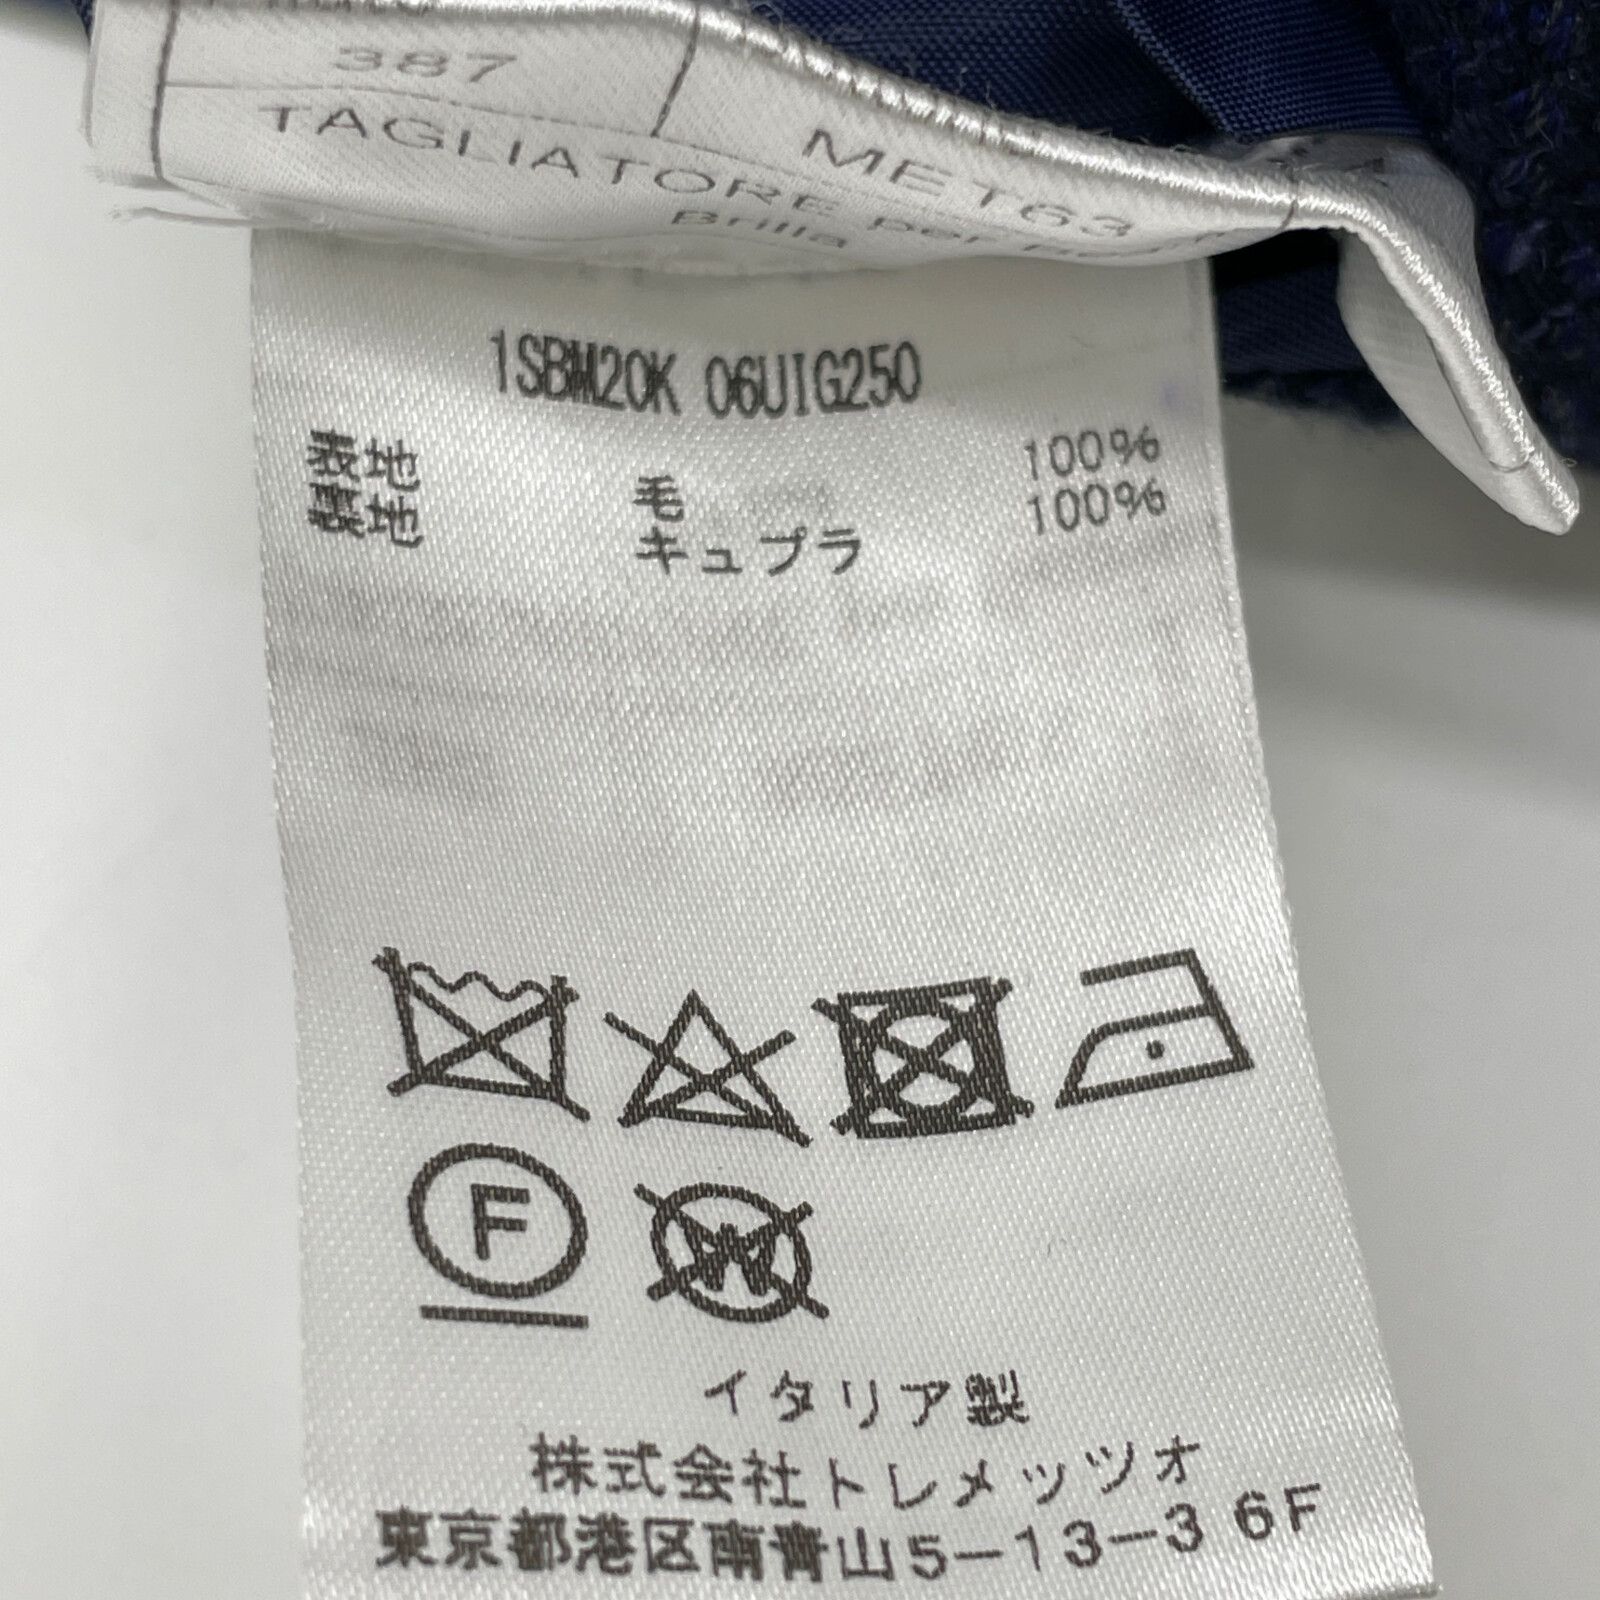 387
MET63
TAGLIATORE per
Brilla
1SBM20K 06UIG250
表地 毛 100%
裏地 キュプラ 100%
F
W
イタリア製
株式会社トレメッツォ
東京都港区南青山5-13-3 6F